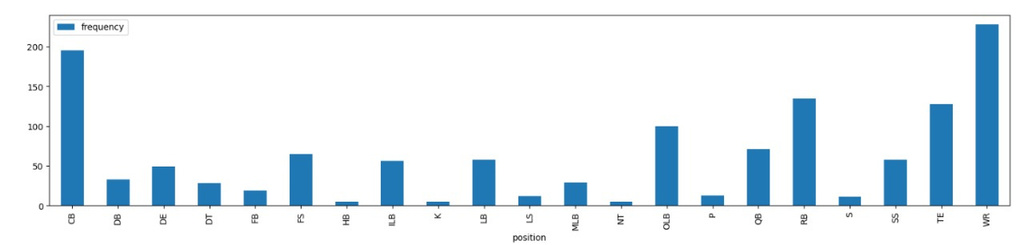 frequency
200
150
100
50
0
CB DB DE DT FB FS HB ILB K LB LS MLB NT OLB P QB RB S SS TE WR
position